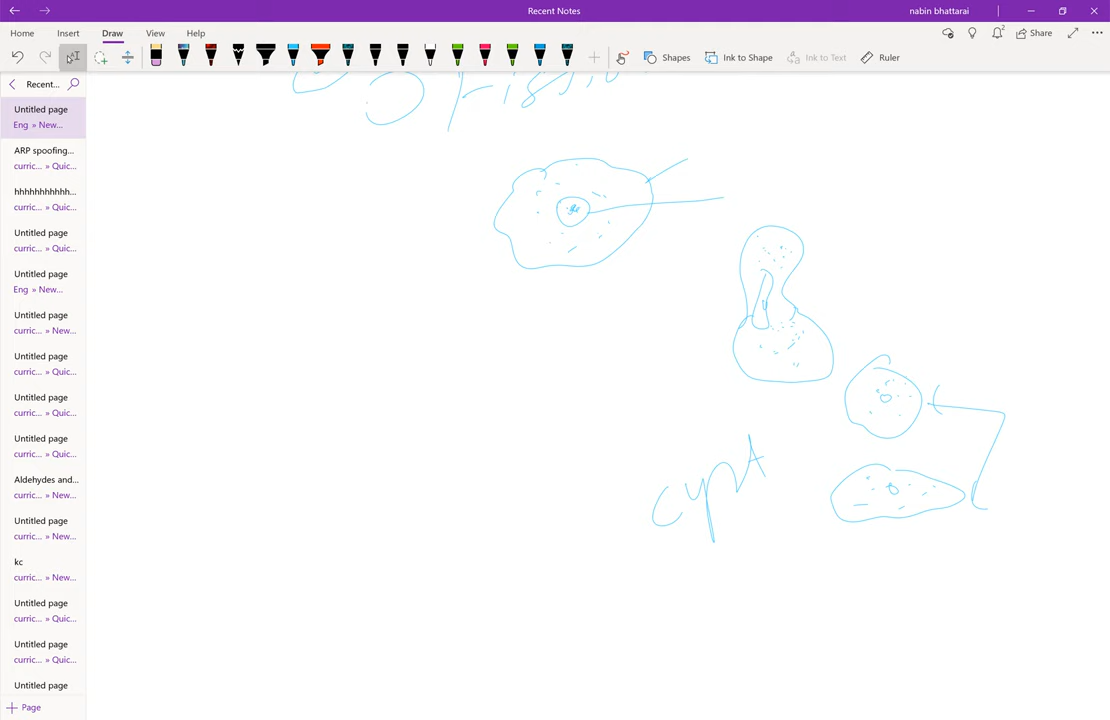 Recent Notes
nabin bhattarai
Home Insert Draw View Help
Share
Shapes
Ink to Shape
Ink to Text
Ruler
Recent...
Untitled page
Eng » New...
ARP spoofing...
curric... » Quic...
hhhhhhhhhhh...
curric... » Quic...
Untitled page
curric... » Quic...
Untitled page
Eng » New...
Untitled page
curric... » New...
Untitled page
curric... » Quic...
Untitled page
curric... » Quic...
Untitled page
curric... » Quic...
Aldehydes and...
curric... » New...
Untitled page
curric... » New...
kc
curric... » New...
Untitled page
curric... » Quic...
Untitled page
curric... » Quic...
Untitled page
Page
cypt